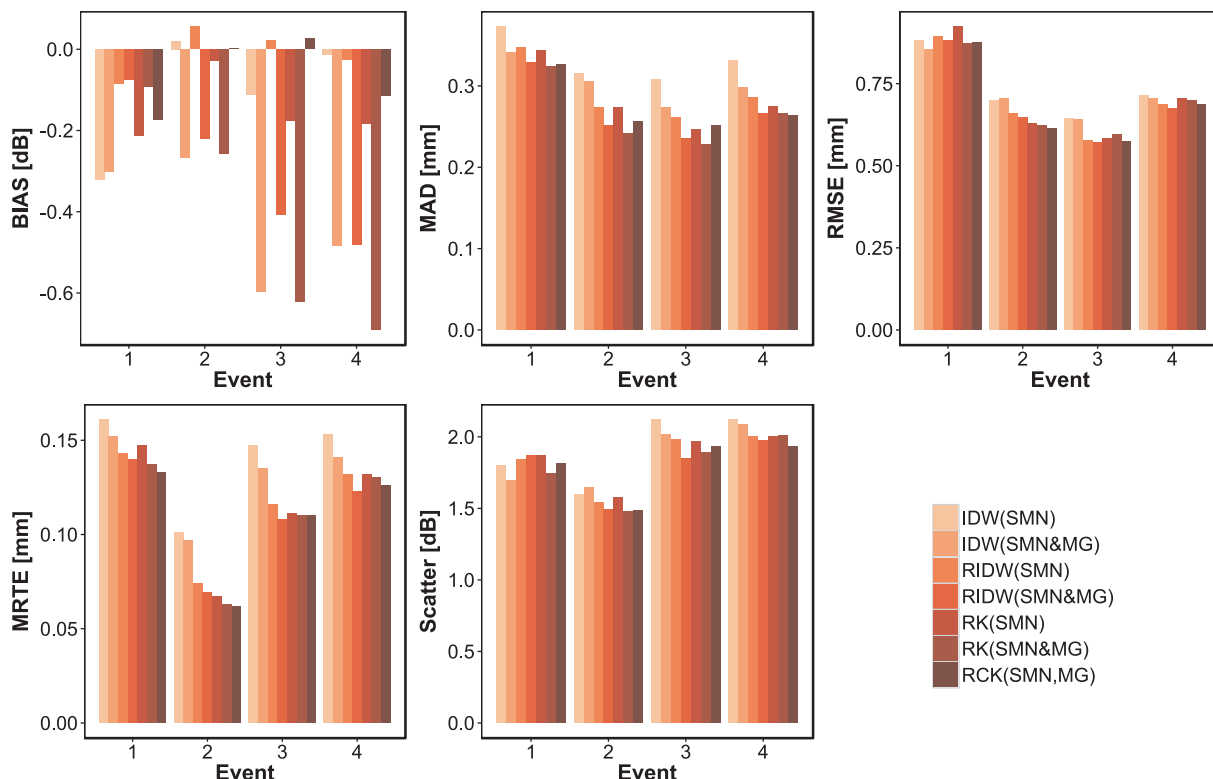 BIAS [dB]
0.0
-0.2
-0.4
-0.6
1 2 3 4
Event
MAD [mm]
0.3
0.2
0.1
0.0
1 2 3 4
Event
RMSE [mm]
0.75
0.50
0.25
0.00
1 2 3 4
Event
MRTE [mm]
0.15
0.10
0.05
0.00
1 2 3 4
Event
Scatter [dB]
2.0
1.5
1.0
0.5
0.0
1 2 3 4
Event
IDW(SMN)
IDW(SMN&MG)
RIDW(SMN)
RIDW(SMN&MG)
RK(SMN)
RK(SMN&MG)
RCK(SMN,MG)